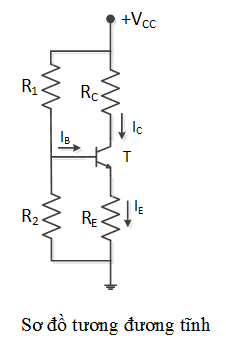 +VCC
R1
RC
IC
IB
T
R2
RE
IE
Sơ đồ tương đương tĩnh